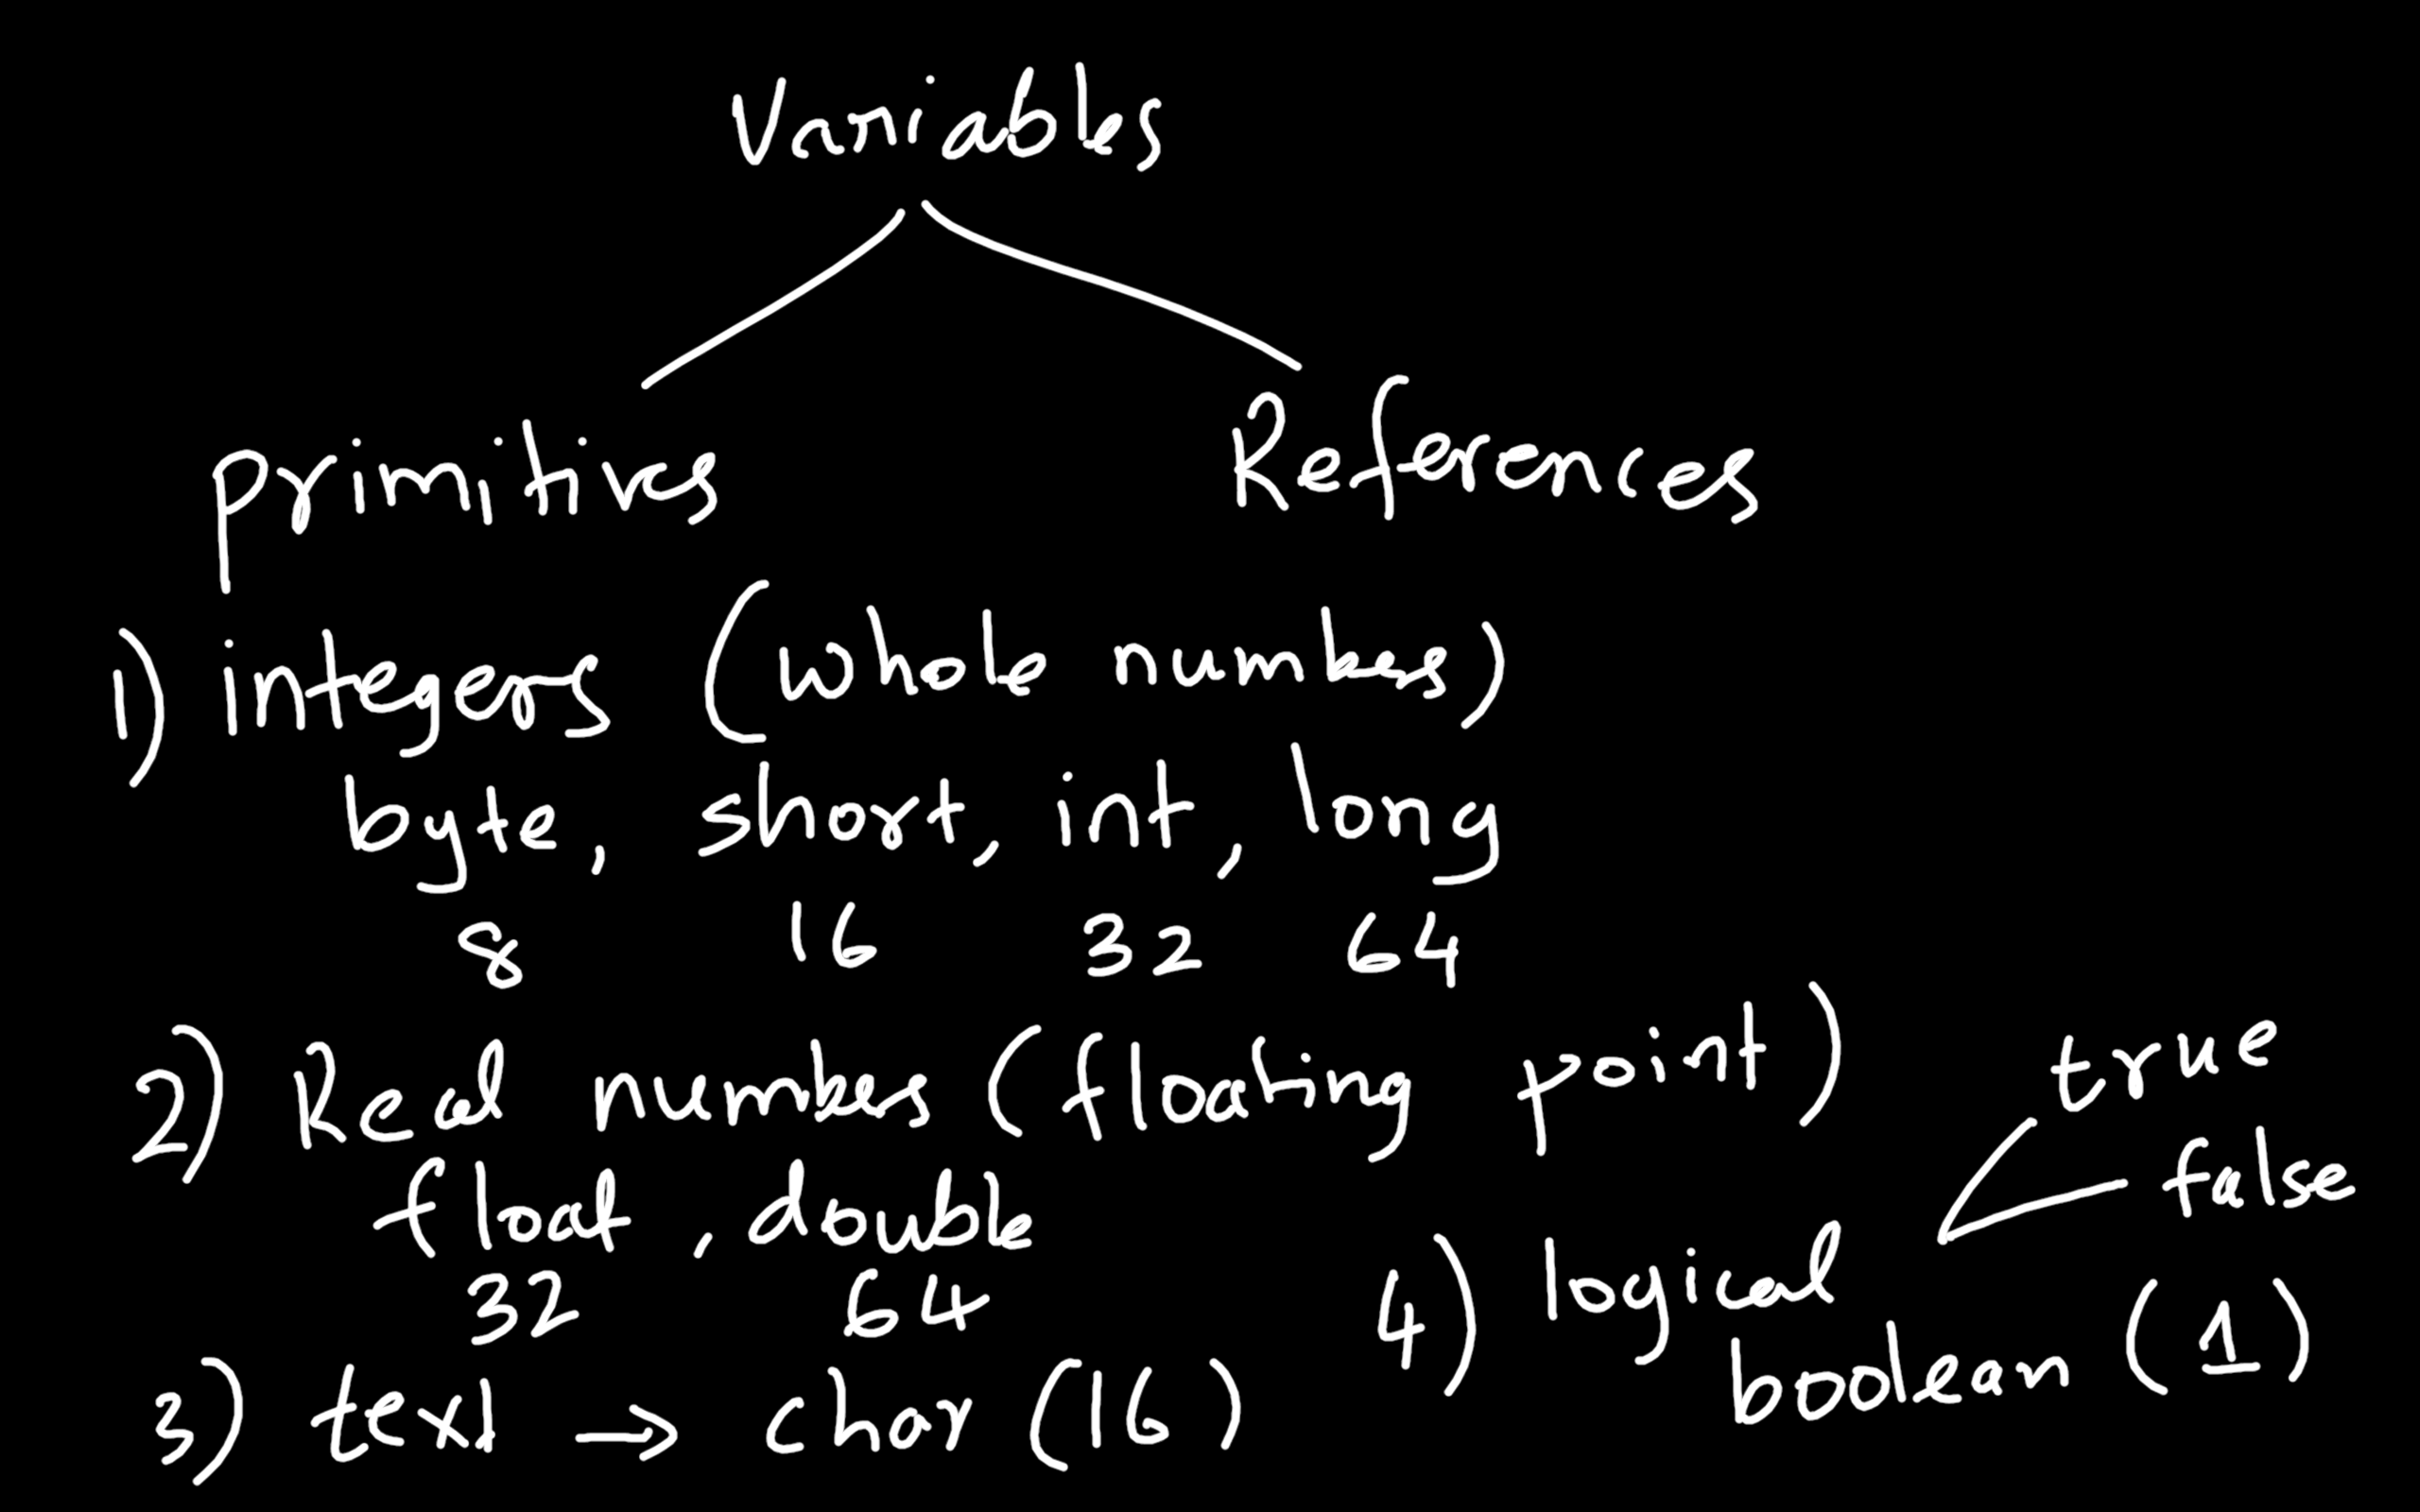 Variables
primitives References
1) integers (whole numbers)
byte, short, int, long
8 16 32 64
2) Real numbers (floating point)
float, double
32 64
3) text → char (16)
true
false
4) logical
boolean (1)